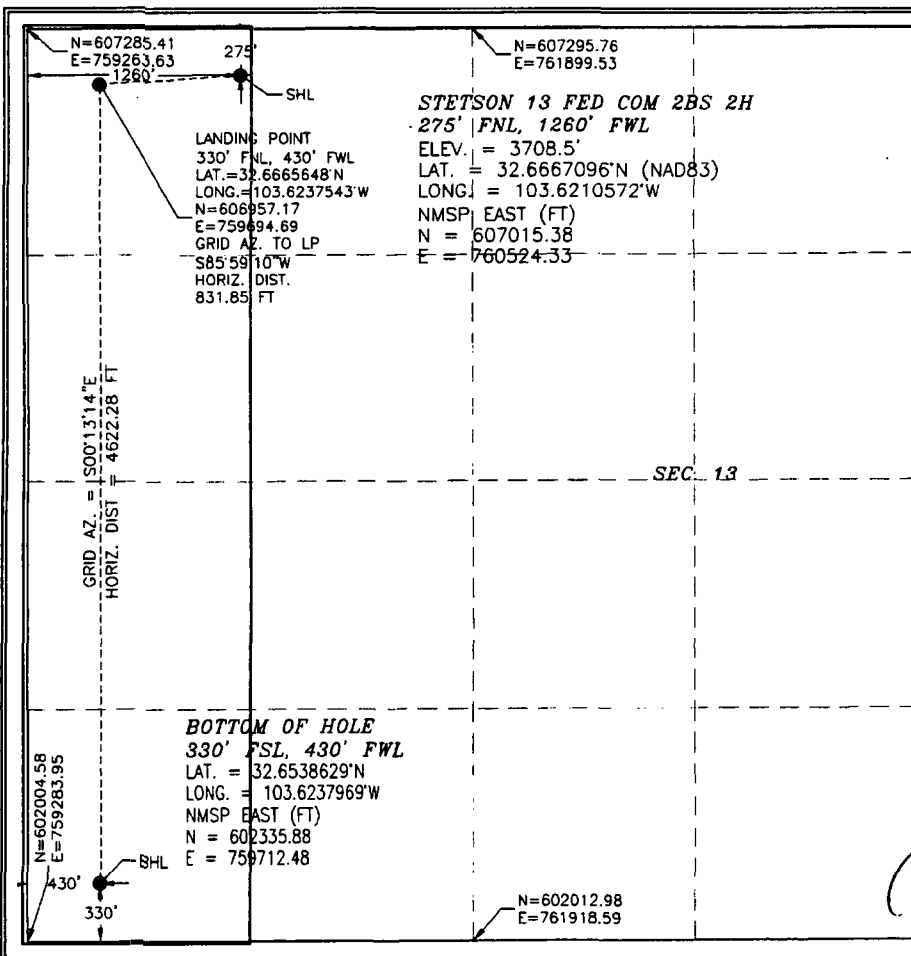 N=607285.41
E=759263.63
1260'
275'
SHL
N=607295.76
E=761899.53
STETSON 13 FED COM 2BS 2H
275' FNL, 1260' FWL
ELEV. = 3708.5'
LAT. = 32.6667096°N (NAD83)
LONG. = 103.6210572°W
NMSP EAST (FT)
N = 607015.38
E = 760524.33
LANDING POINT
330' FNL, 430' FWL
LAT.=32.6665648°N
LONG.=103.6237543°W
N=606957.17
E=759694.69
GRID AZ. TO LP
S85°59'10"W
HORIZ. DIST.
831.85 FT
GRID AZ. = S00°13'14"E
HORIZ. DIST = 4622.28 FT
SEC. 13
BOTTOM OF HOLE
330' FSL, 430' FWL
LAT. = 32.6538629°N
LONG. = 103.6237969°W
NMSP EAST (FT)
N = 602335.88
E = 759712.48
N=602004.58
E=759283.95
BHL
430'
330'
N=602012.98
E=761918.59